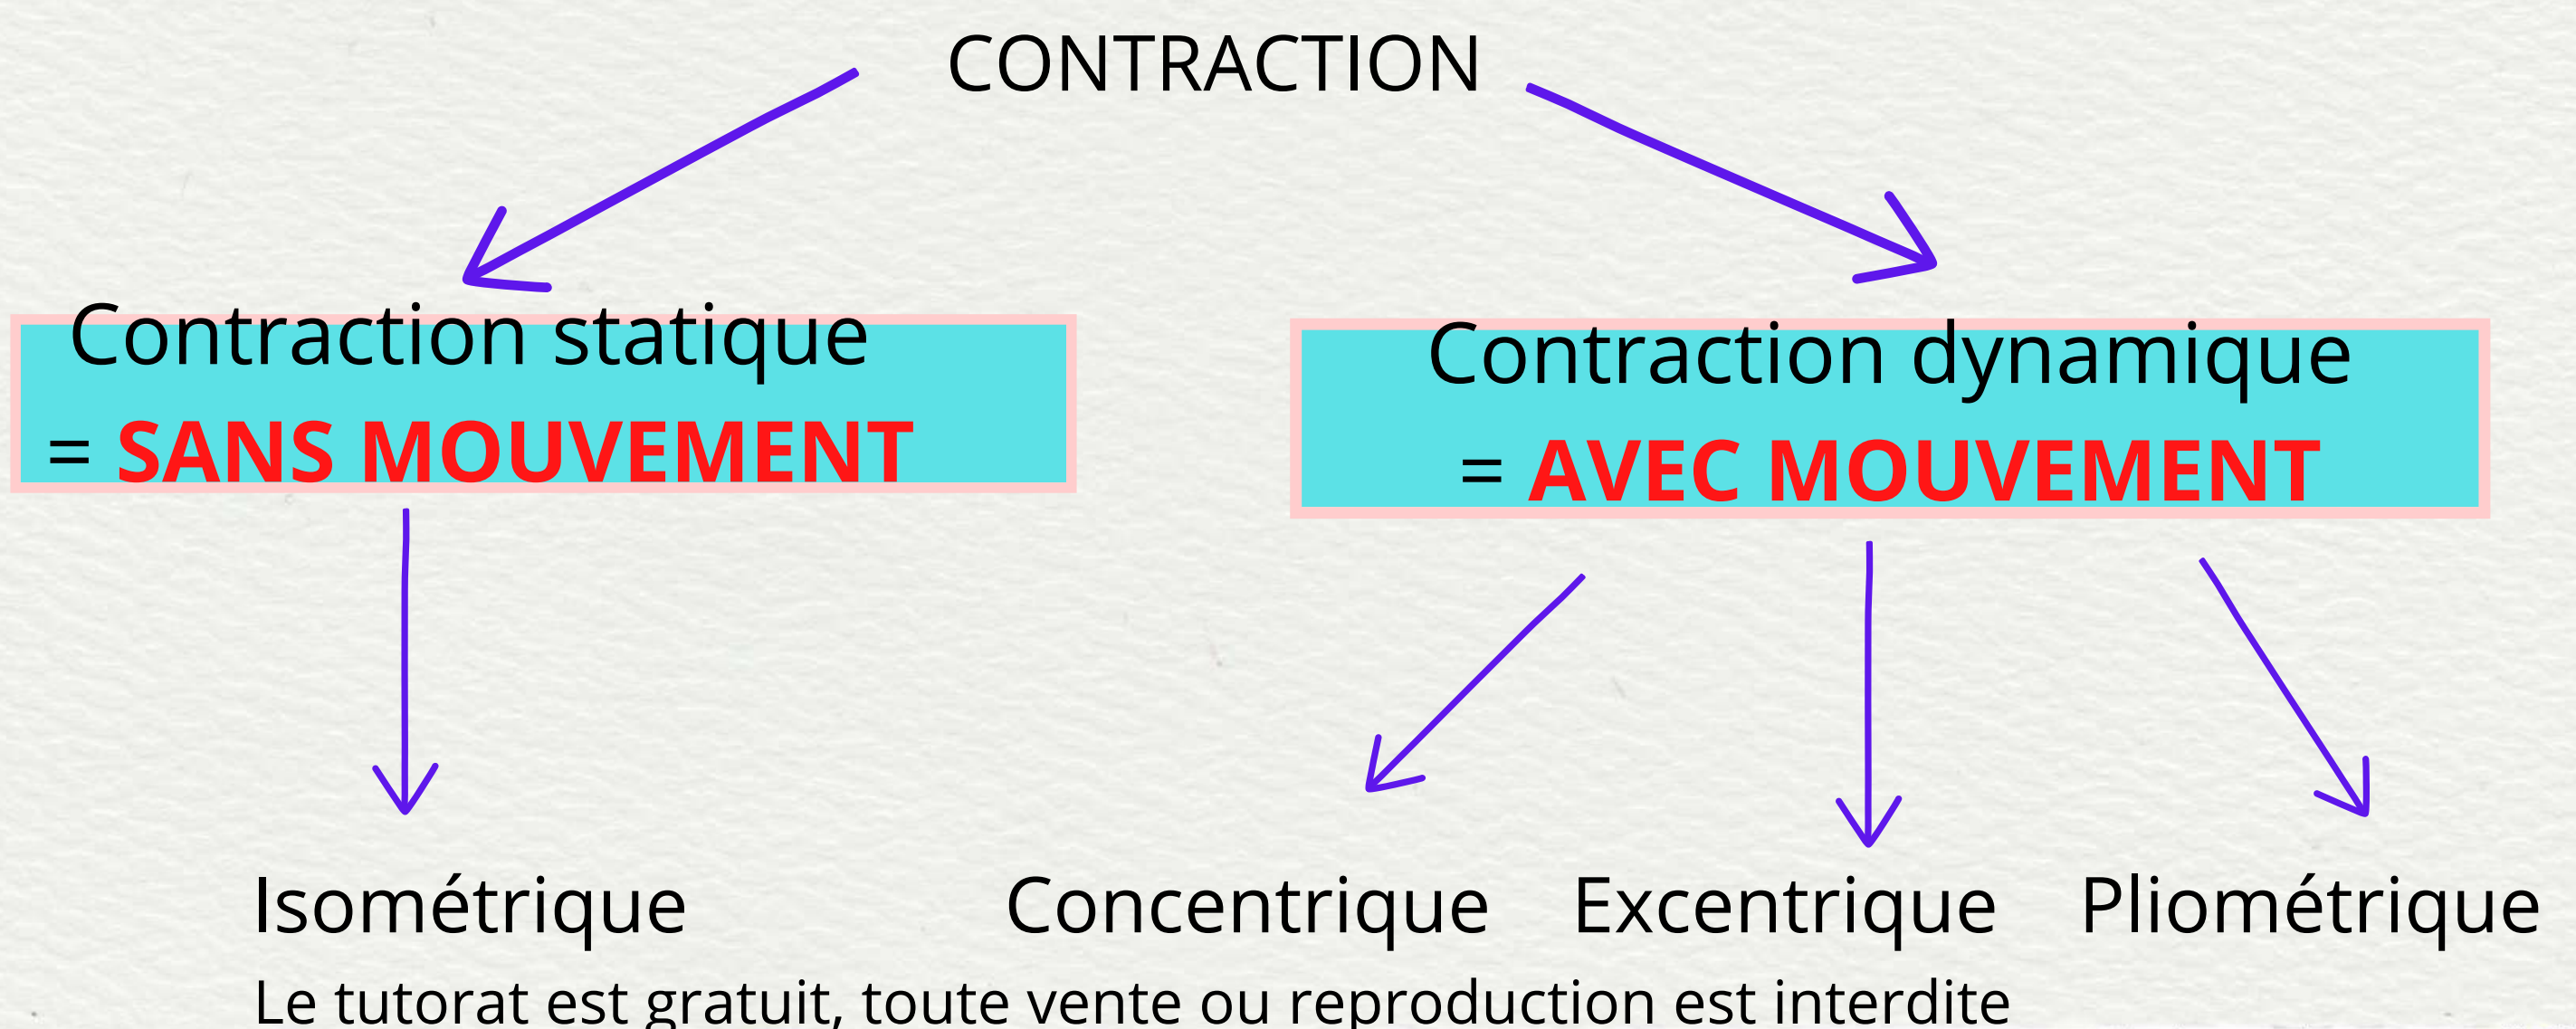 CONTRACTION
Contraction statique
= SANS MOUVEMENT
Contraction dynamique
= AVEC MOUVEMENT
Isométrique
Concentrique
Excentrique
Pliométrique
Le tutorat est gratuit, toute vente ou reproduction est interdite